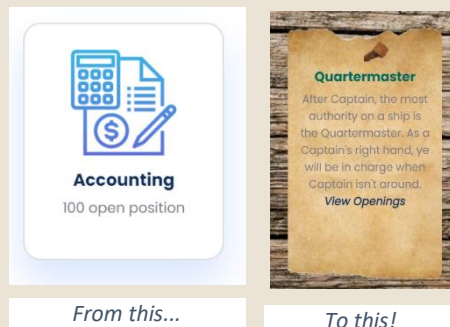 Accounting
100 open position
From this...
Quartermaster
After Captain, the most
authority on a ship is
the Quartermaster. As a
Captain's right hand, ye
will be in charge when
Captain isn't around.
View Openings
To this!